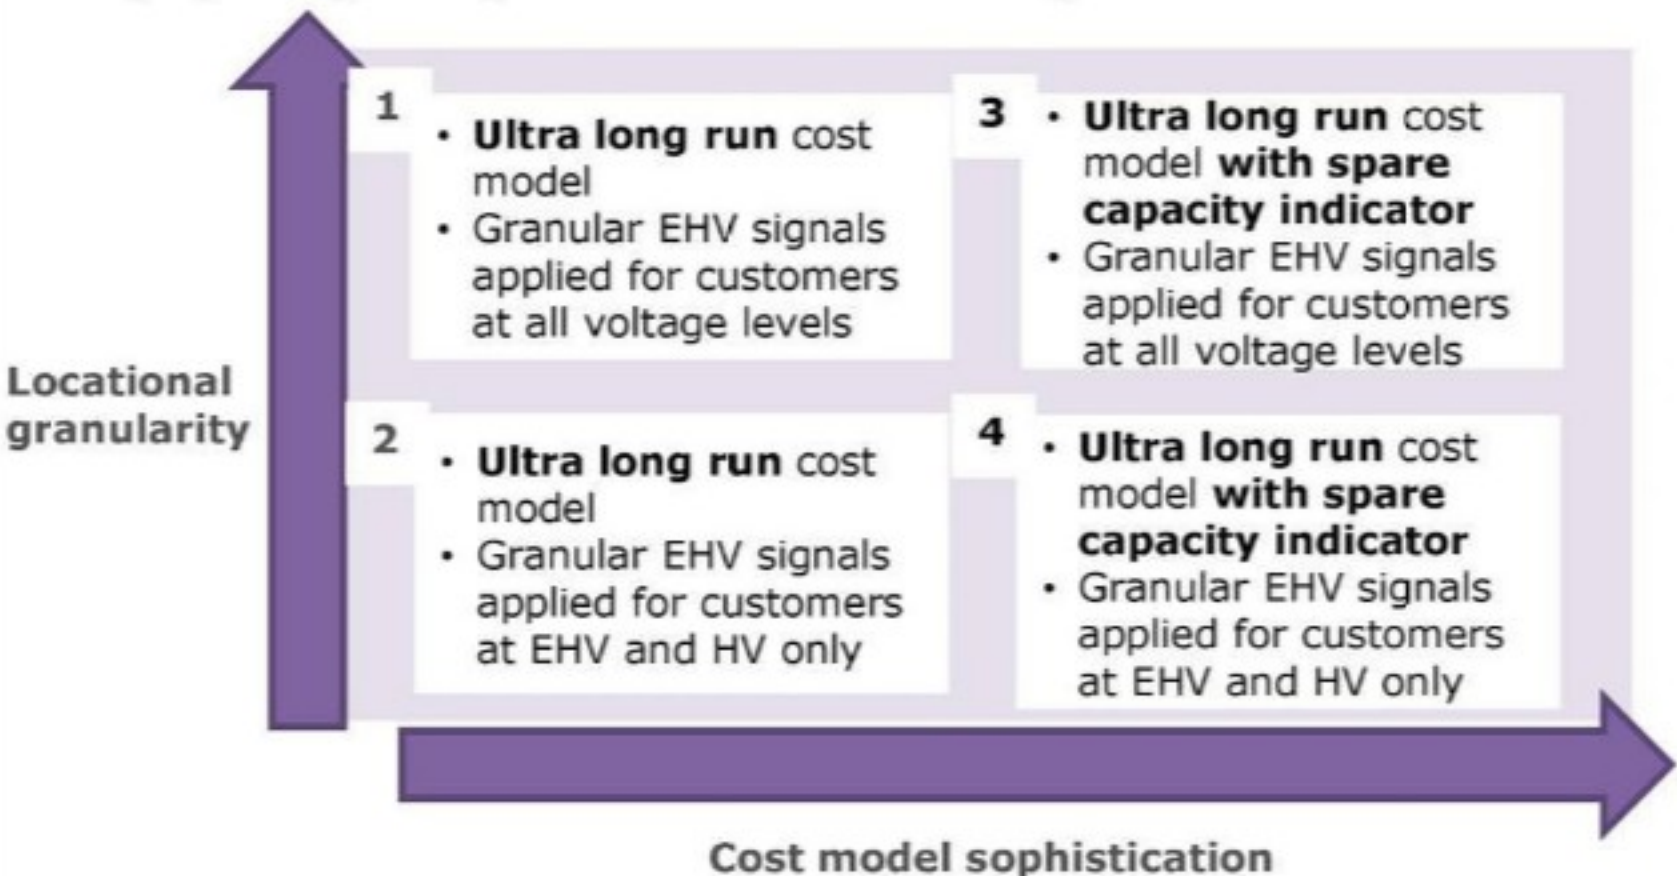 1
• Ultra long run cost
model
• Granular EHV signals
applied for customers
at all voltage levels
3
• Ultra long run cost
model with spare
capacity indicator
• Granular EHV signals
applied for customers
at all voltage levels
Locational
granularity
2
• Ultra long run cost
model
• Granular EHV signals
applied for customers
at EHV and HV only
4
• Ultra long run cost
model with spare
capacity indicator
• Granular EHV signals
applied for customers
at EHV and HV only
Cost model sophistication